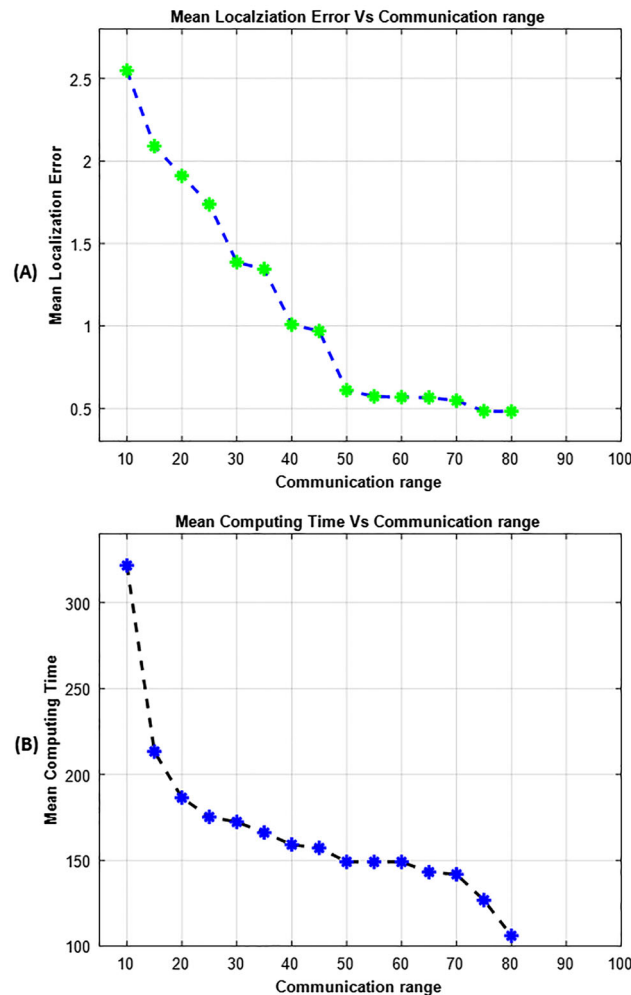 Mean Localziation Error Vs Communication range
2.5
2
1.5
1
0.5
Mean Localization Error
(A)
10 20 30 40 50 60 70 80 90 100
Communication range
Mean Computing Time Vs Communication range
300
250
200
150
100
Mean Computing Time
(B)
10 20 30 40 50 60 70 80 90 100
Communication range